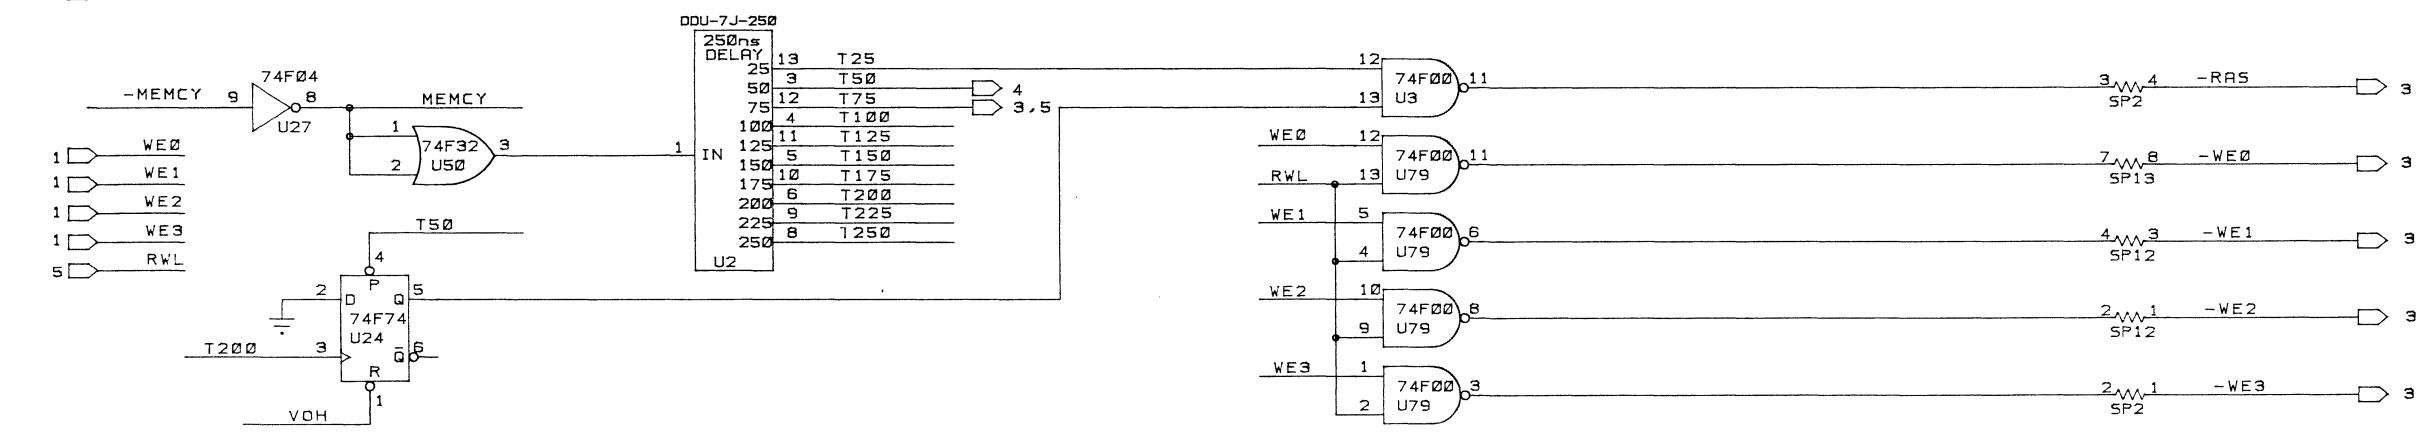 DDU-7J-250
250ns
DELAY
25 13 T25
50 3 T50 4
75 12 T75 3,5
100 4 T100
125 11 T125
150 5 T150
175 10 T175
200 6 T200
225 9 T225
250 8 T250
1 IN
U2
74F04
-MEMCY 9 8 MEMCY
U27
1
2
74F32
U50
3
1 WE0
1 WE1
1 WE2
1 WE3
5 RWL
T50
4
P
2 D Q 5
74F74
U24
T200 3 Q 6
R
1
VOH
12
13
74F00
U3
11 3 4 -RAS 3
SP2
WE0 12
RWL 13
74F00
U79
11 7 8 -WE0 3
SP13
WE1 5
4
74F00
U79
6 4 3 -WE1 3
SP12
WE2 10
9
74F00
U79
8 2 1 -WE2 3
SP12
WE3 1
2
74F00
U79
3 2 1 -WE3 3
SP2